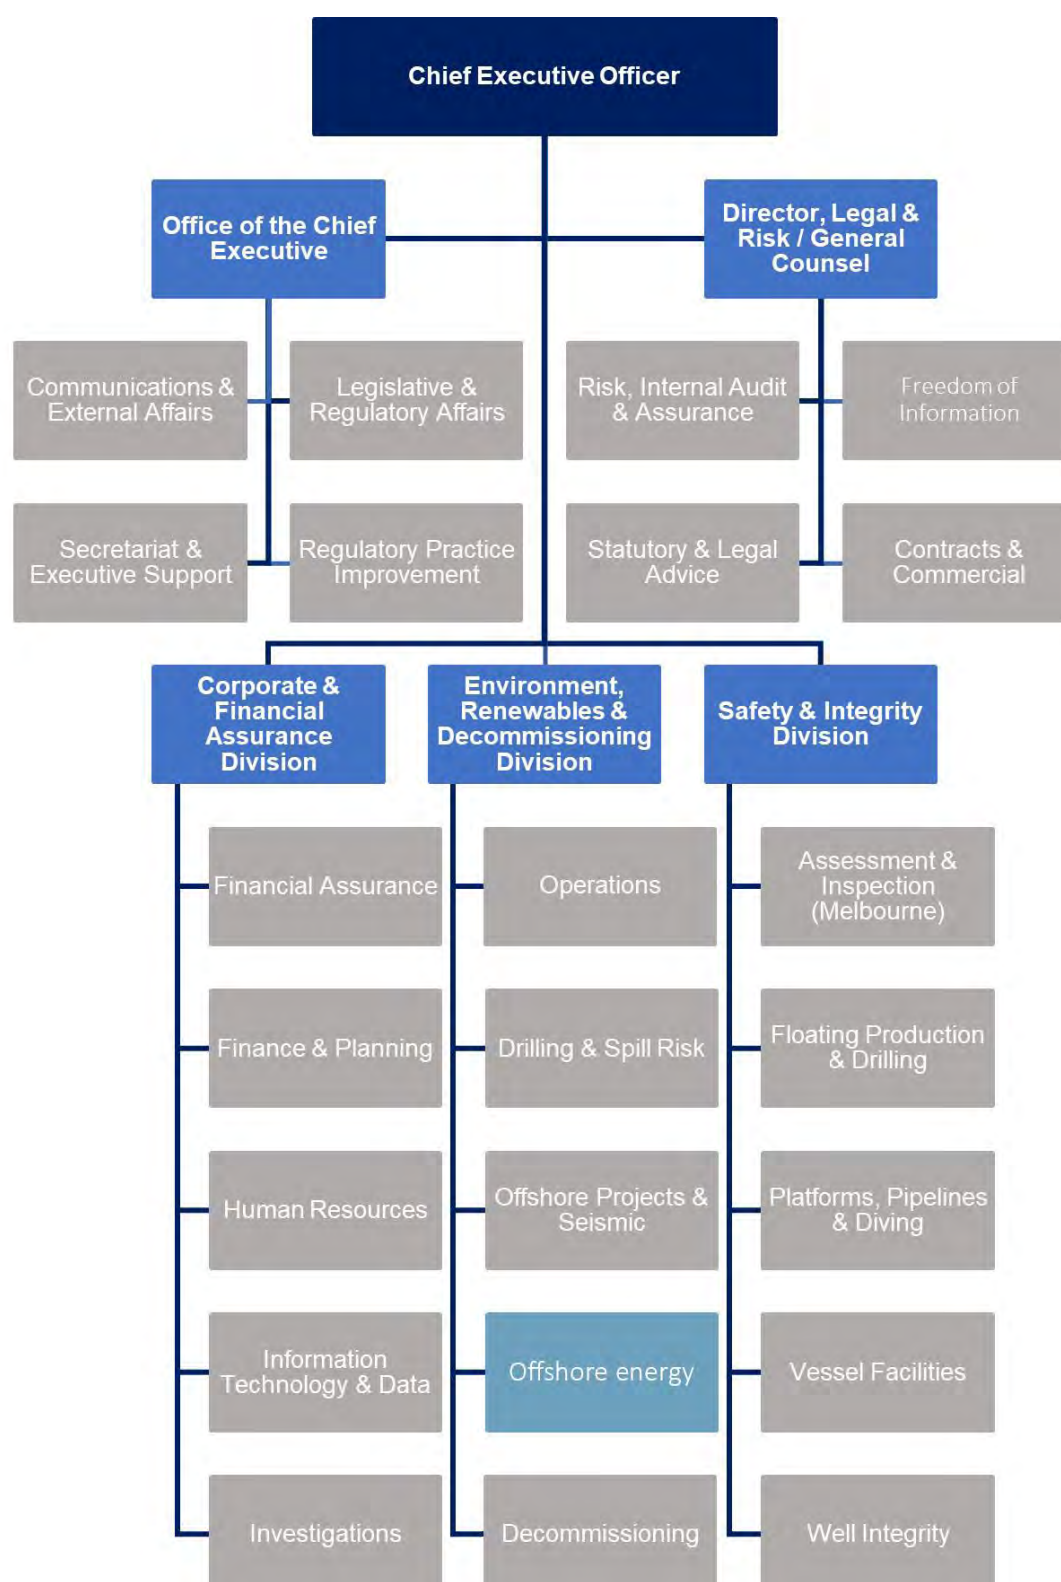 Chief Executive Officer
Office of the Chief
Executive
Director, Legal &
Risk / General
Counsel
Communications &
External Affairs
Legislative &
Regulatory Affairs
Risk, Internal Audit
& Assurance
Freedom of
Information
Secretariat &
Executive Support
Regulatory Practice
Improvement
Statutory & Legal
Advice
Contracts &
Commercial
Corporate &
Financial
Assurance
Division
Environment,
Renewables &
Decommissioning
Division
Safety & Integrity
Division
Financial Assurance
Operations
Assessment &
Inspection
(Melbourne)
Finance & Planning
Drilling & Spill Risk
Floating Production
& Drilling
Human Resources
Offshore Projects &
Seismic
Platforms, Pipelines
& Diving
Information
Technology & Data
Offshore energy
Vessel Facilities
Investigations
Decommissioning
Well Integrity